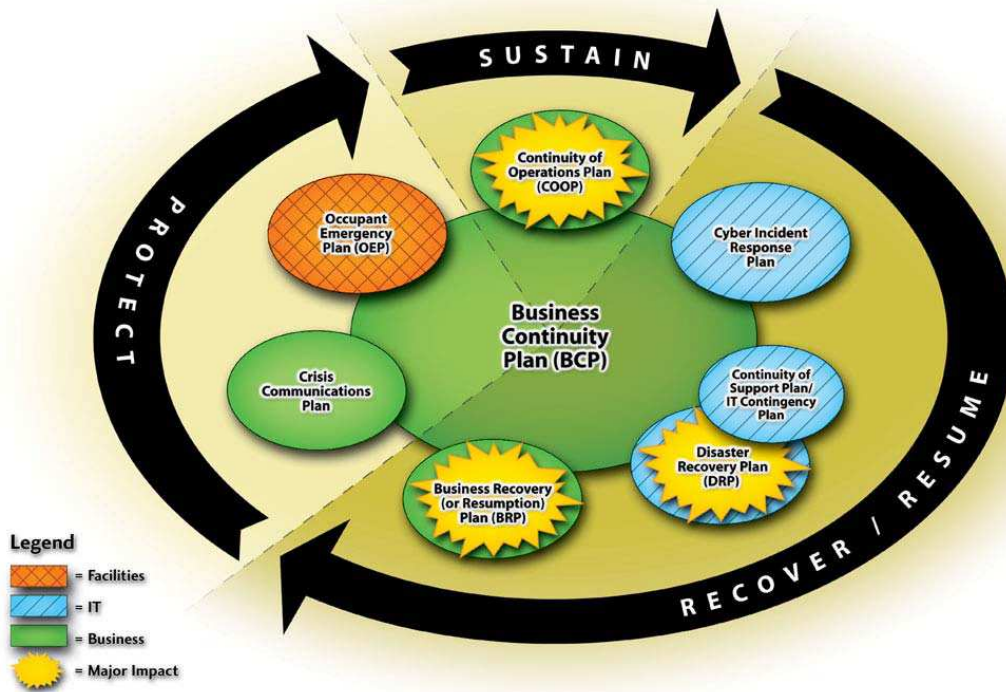 SUSTAIN
PROTECT
RECOVER / RESUME
Continuity of
Operations Plan
(COOP)
Occupant
Emergency
Plan (OEP)
Cyber Incident
Response
Plan
Business
Continuity
Plan (BCP)
Crisis
Communications
Plan
Continuity of
Support Plan/
IT Contingency
Plan
Disaster
Recovery Plan
(DRP)
Business Recovery
(or Resumption)
Plan (BRP)
Legend
= Facilities
= IT
= Business
= Major Impact